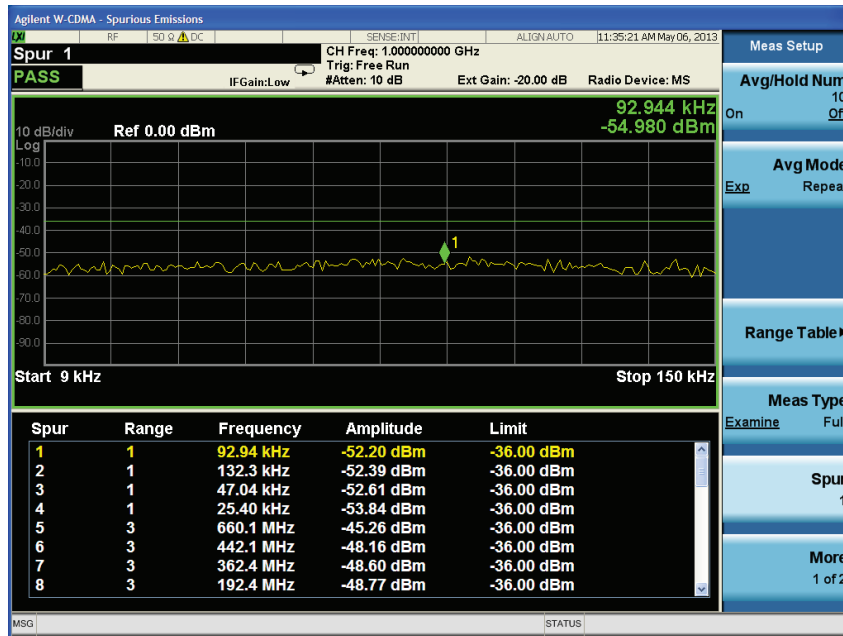 Agilent W-CDMA - Spurious Emissions
LXI RF 50 Ω DC SENSE:INT ALIGN AUTO 11:35:21 AM May 06, 2013
Spur 1
CH Freq: 1.000000000 GHz
Trig: Free Run
PASS
IFGain:Low
#Atten: 10 dB
Ext Gain: -20.00 dB
Radio Device: MS
92.944 kHz
-54.980 dBm
10 dB/div Ref 0.00 dBm
Log
-10.0
-20.0
-30.0
-40.0
-50.0
-60.0
-70.0
-80.0
-90.0
1
Start 9 kHz Stop 150 kHz
Spur Range Frequency Amplitude Limit
1 1 92.94 kHz -52.20 dBm -36.00 dBm
2 1 132.3 kHz -52.39 dBm -36.00 dBm
3 1 47.04 kHz -52.61 dBm -36.00 dBm
4 1 25.40 kHz -53.84 dBm -36.00 dBm
5 3 660.1 MHz -45.26 dBm -36.00 dBm
6 3 442.1 MHz -48.16 dBm -36.00 dBm
7 3 362.4 MHz -48.60 dBm -36.00 dBm
8 3 192.4 MHz -48.77 dBm -36.00 dBm
MSG STATUS
Meas Setup
Avg/Hold Num
10
On Of
Avg Mode
Exp Repea
Range Table
Meas Type
Examine Ful
Spur
1
More
1 of 2